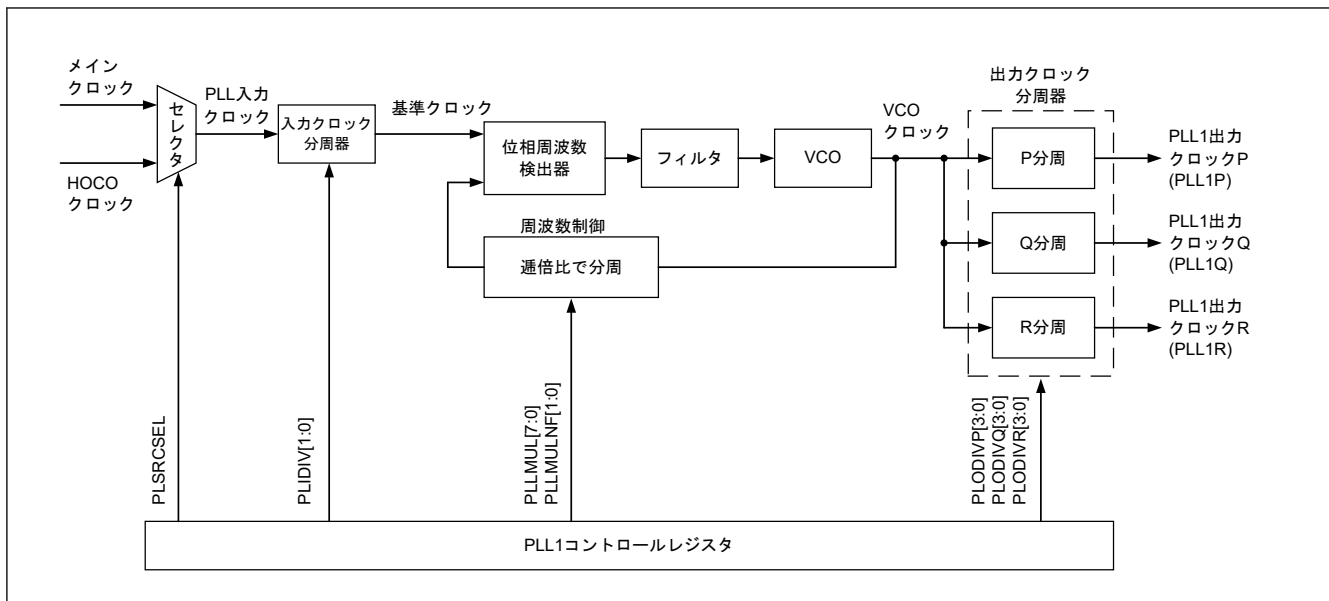 メイン
クロック
セレクタ
HOCO
クロック
PLL入力
クロック
入力クロック
分周器
基準クロック
位相周波数
検出器
フィルタ
VCO
VCO
クロック
周波数制御
逓倍比で分周
出力クロック
分周器
P分周
Q分周
R分周
PLL1出力
クロックP
(PLL1P)
PLL1出力
クロックQ
(PLL1Q)
PLL1出力
クロックR
(PLL1R)
PLSRCSEL
PLIDIV[1:0]
PLLMUL[7:0]
PLLMULNF[1:0]
PLODIVP[3:0]
PLODIVQ[3:0]
PLODIVR[3:0]
PLL1コントロールレジスタ